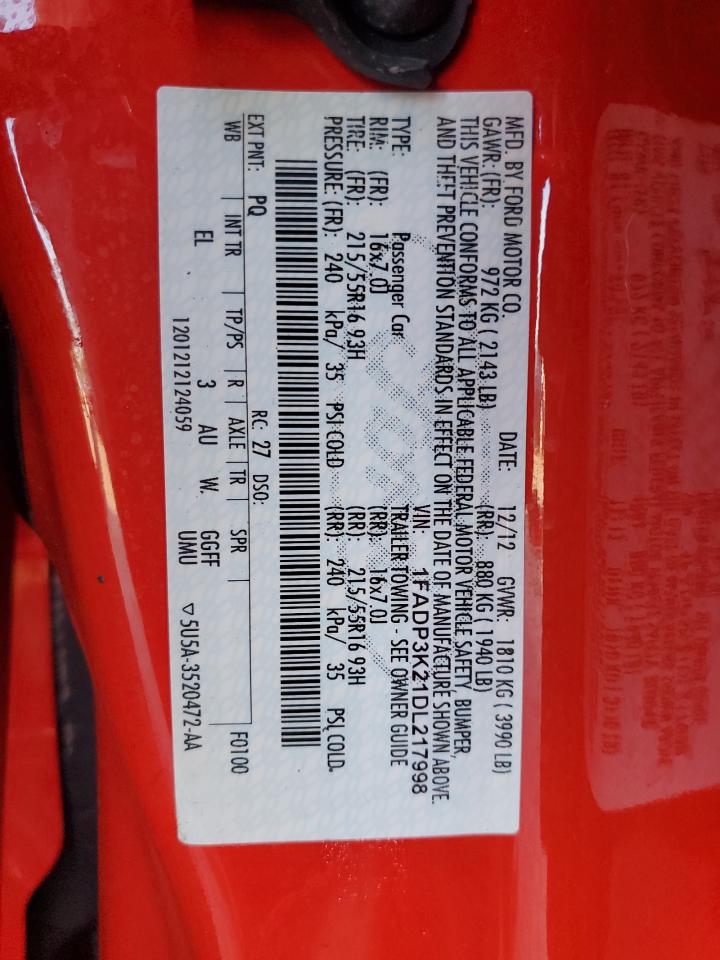 MFD. BY FORD MOTOR CO.
DATE: 12/12 GVWR: 1810 KG ( 3990 LB)
GAWR: (FR): 972 KG ( 2143 LB) (RR): 880 KG ( 1940 LB)
THIS VEHICLE CONFORMS TO ALL APPLICABLE FEDERAL MOTOR VEHICLE SAFETY, BUMPER,
AND THEFT PREVENTION STANDARDS IN EFFECT ON THE DATE OF MANUFACTURE SHOWN ABOVE.
VIN: 1FADP3K21DL217998
TYPE: Passenger Car TRAILER TOWING - SEE OWNER GUIDE
RIM: (FR): 16x7.0J (RR): 16x7.0J
TIRE: (FR): 215/55R16 93H (RR): 215/55R16 93H
PRESSURE: (FR): 240 kPa/ 35 PSI COLD (RR): 240 kPa/ 35 PSI COLD.
EXT PNT: PQ RC: 27 DSO: F0100
WB INT TR TP/PS R AXLE TR SPR
EL 3 AU W. GGFF
UMU
1201212124059 ▽5U5A-3520472-AA